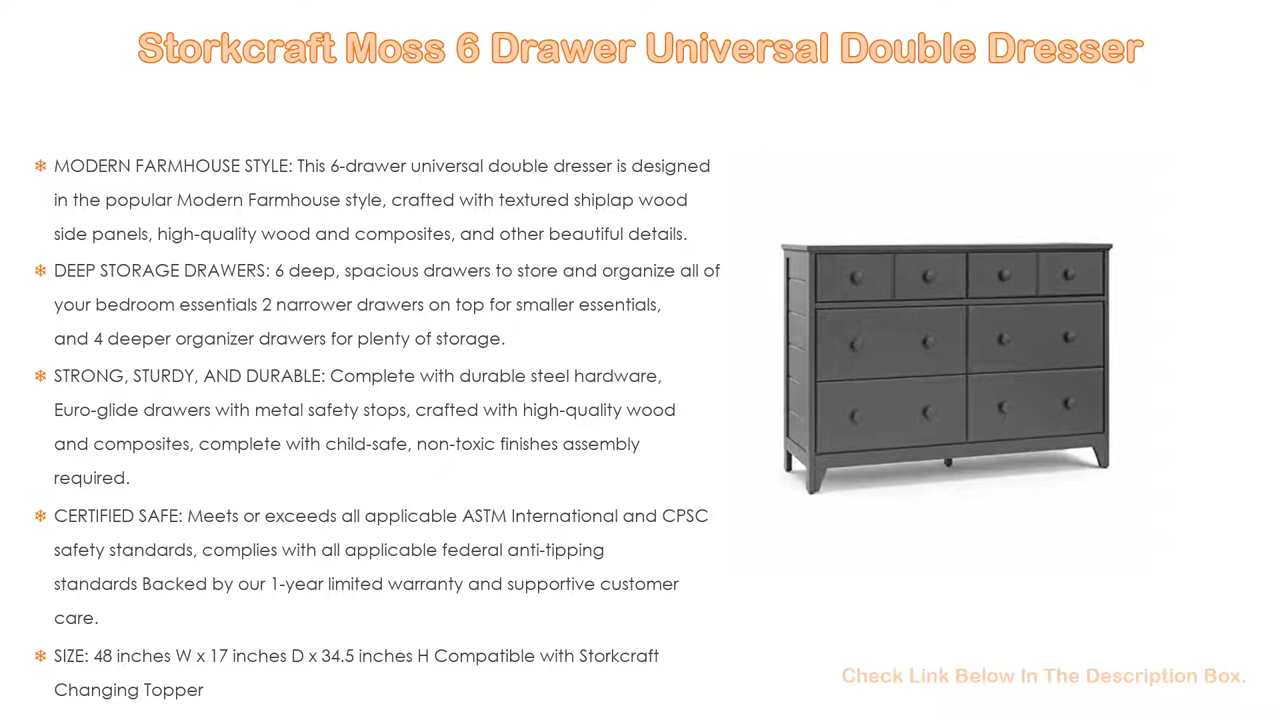 Storkcraft Moss 6 Drawer Universal Double Dresser
MODERN FARMHOUSE STYLE: This 6-drawer universal double dresser is designed
in the popular Modern Farmhouse style, crafted with textured shiplap wood
side panels, high-quality wood and composites, and other beautiful details.
DEEP STORAGE DRAWERS: 6 deep, spacious drawers to store and organize all of
your bedroom essentials 2 narrower drawers on top for smaller essentials,
and 4 deeper organizer drawers for plenty of storage.
STRONG, STURDY, AND DURABLE: Complete with durable steel hardware,
Euro-glide drawers with metal safety stops, crafted with high-quality wood
and composites, complete with child-safe, non-toxic finishes assembly
required.
CERTIFIED SAFE: Meets or exceeds all applicable ASTM International and CPSC
safety standards, complies with all applicable federal anti-tipping
standards Backed by our 1-year limited warranty and supportive customer
care.
SIZE: 48 inches W x 17 inches D x 34.5 inches H Compatible with Storkcraft
Changing Topper
Check Link Below In The Description Box.